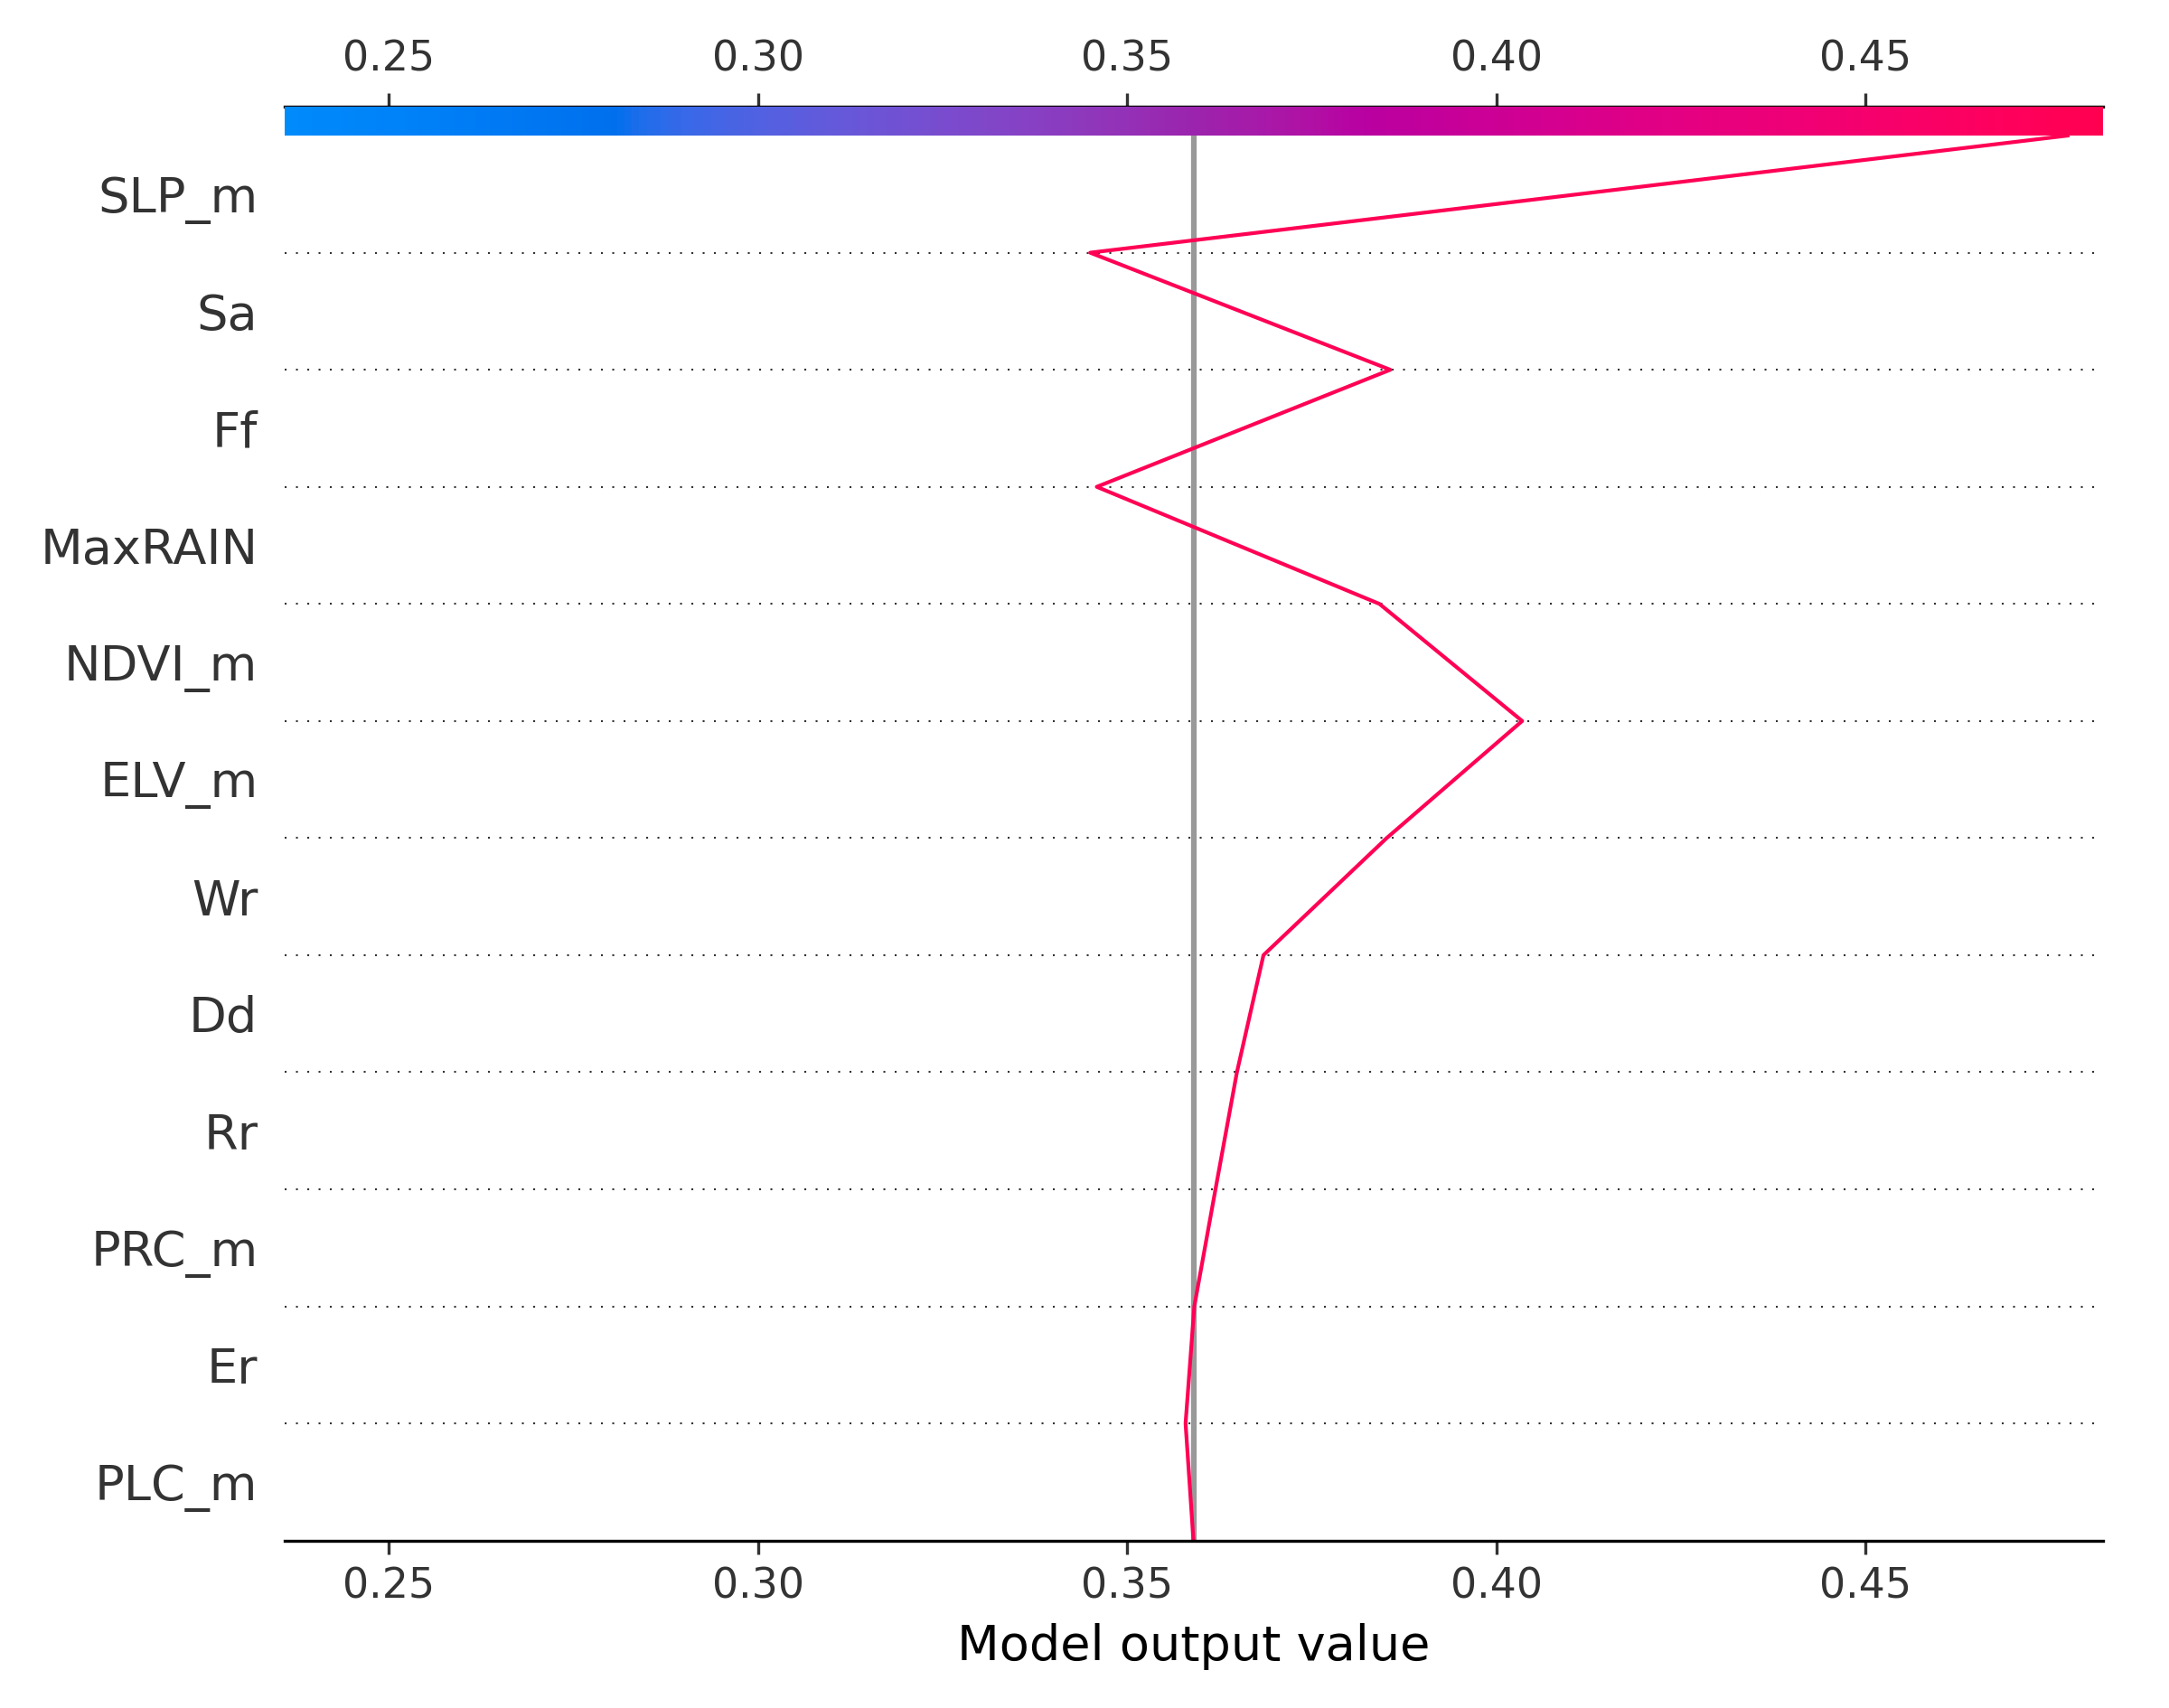 0.25 0.30 0.35 0.40 0.45
SLP_m
Sa
Ff
MaxRAIN
NDVI_m
ELV_m
Wr
Dd
Rr
PRC_m
Er
PLC_m
0.25 0.30 0.35 0.40 0.45
Model output value